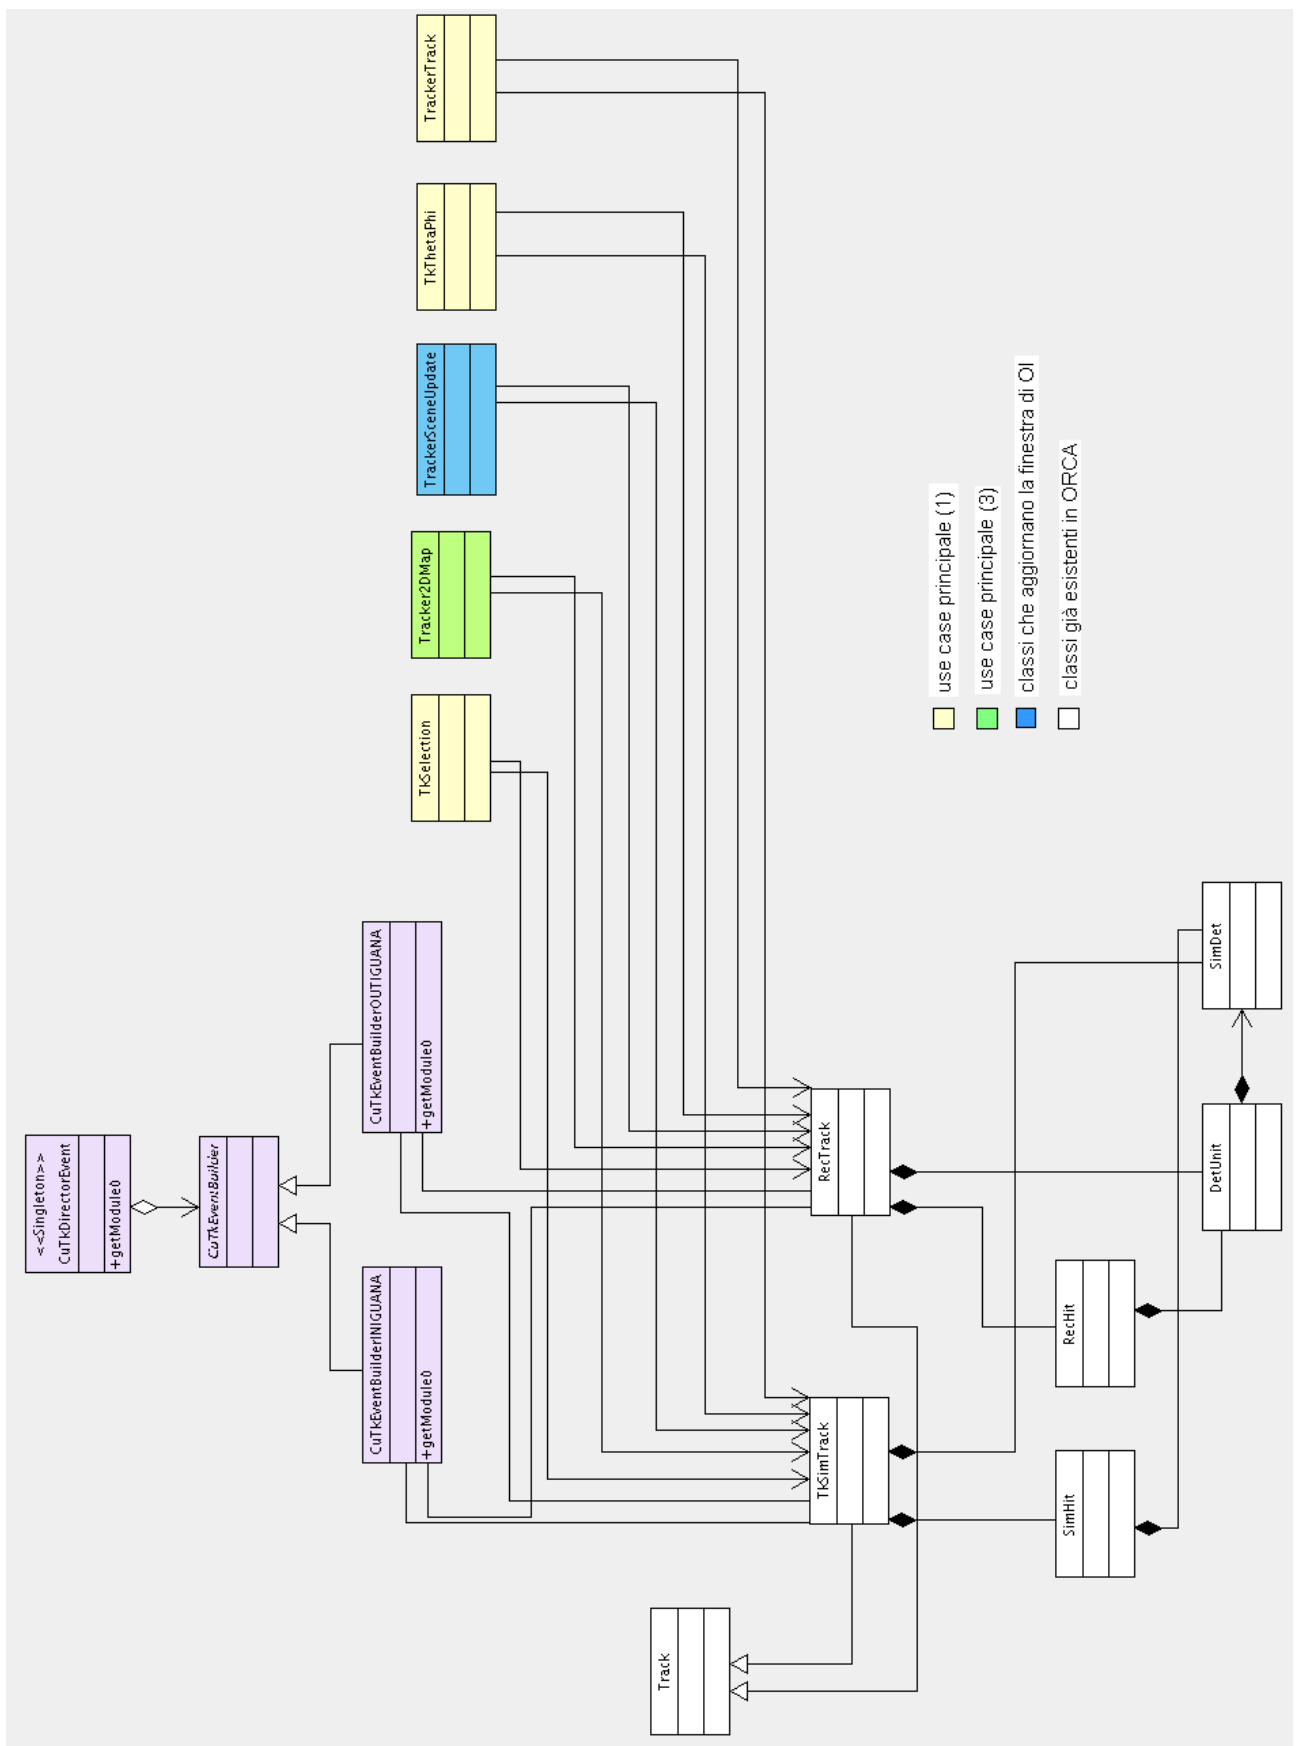 <<Singleton>>
CuTkDirectorEvent
+getModule()
CuTkEventBuilder
CuTkEventBuilderINIGUANA
+getModule()
CuTkEventBuilderOUTIGUANA
+getModule()
TkSelection
Tracker2DMap
TrackerSceneUpdate
TkThetaPhi
TrackerTrack
Track
TkSimTrack
RecTrack
use case principale (1)
use case principale (3)
classi che aggiornano la finestra di OI
classi già esistenti in ORCA
SimHit
RecHit
DetUnit
SimDet